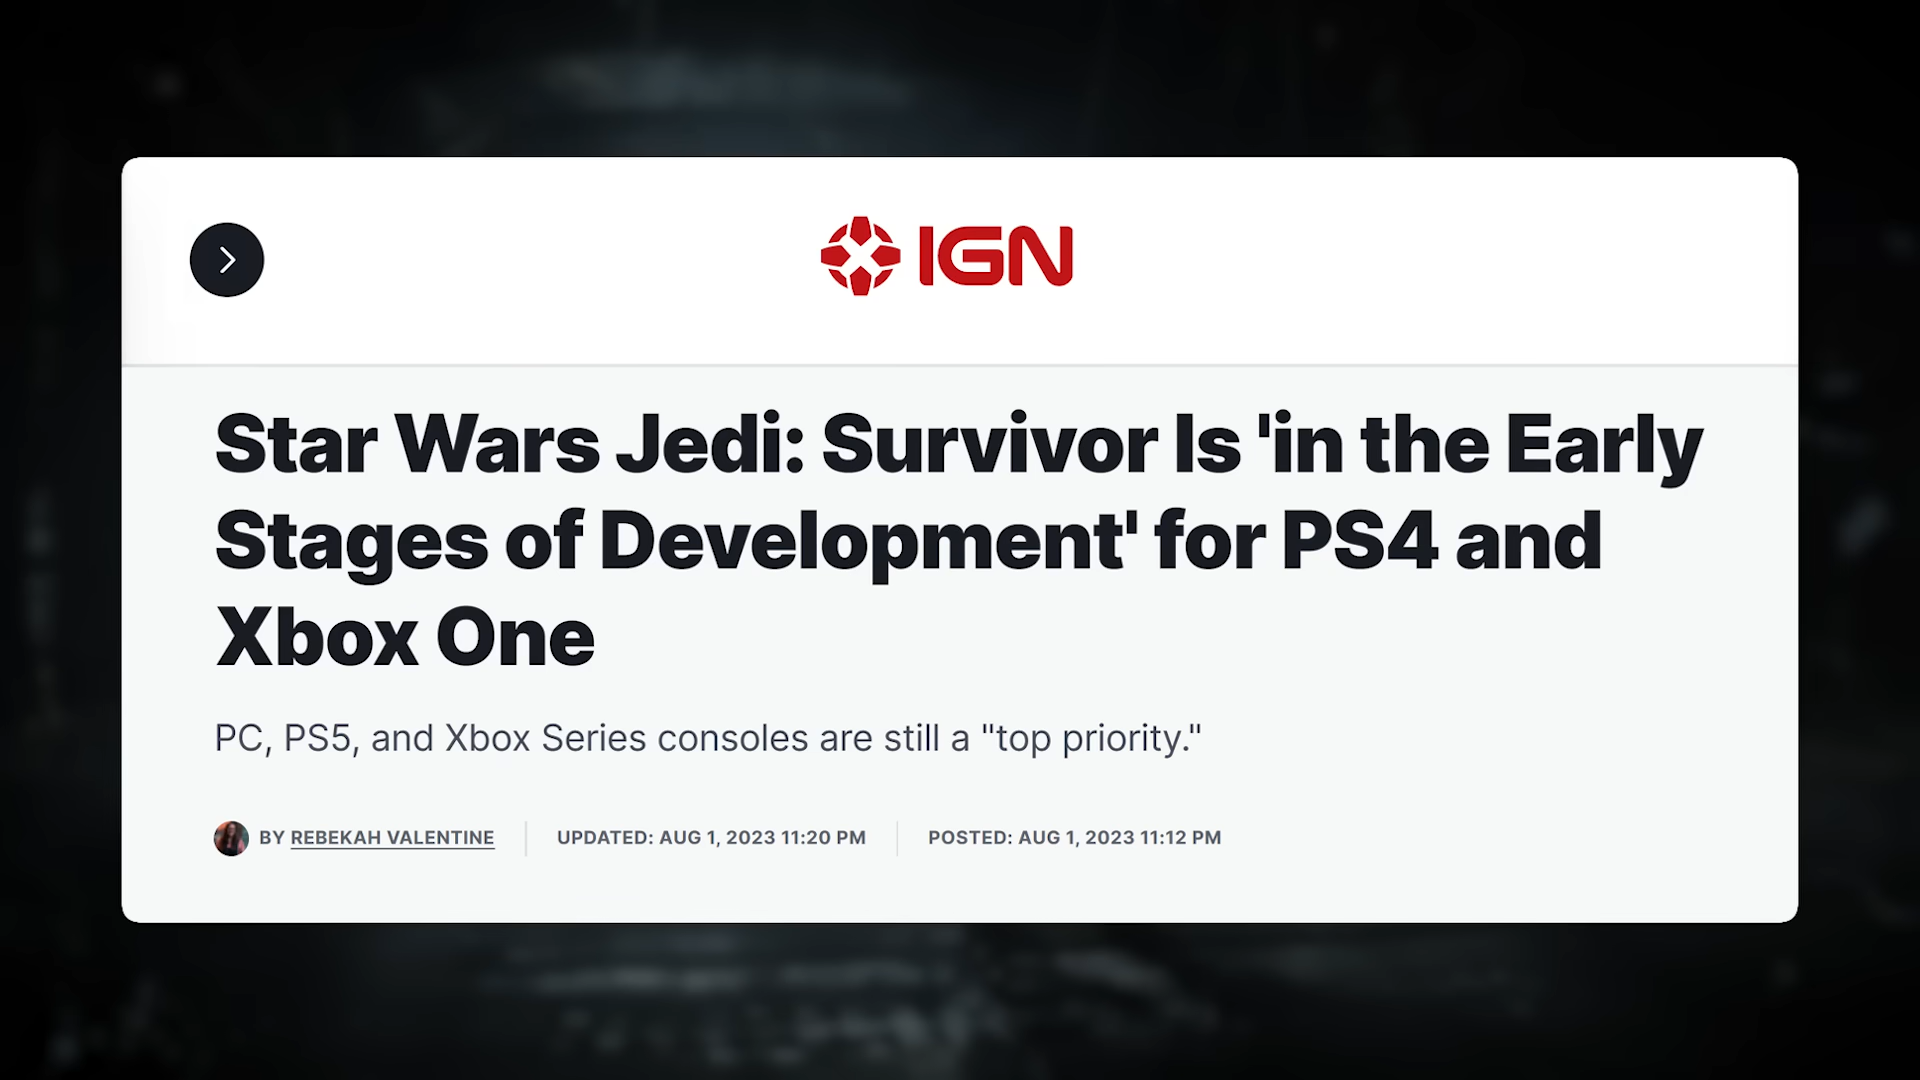 IGN
Star Wars Jedi: Survivor Is 'in the Early
Stages of Development' for PS4 and
Xbox One
PC, PS5, and Xbox Series consoles are still a "top priority."
BY REBEKAH VALENTINE UPDATED: AUG 1, 2023 11:20 PM POSTED: AUG 1, 2023 11:12 PM